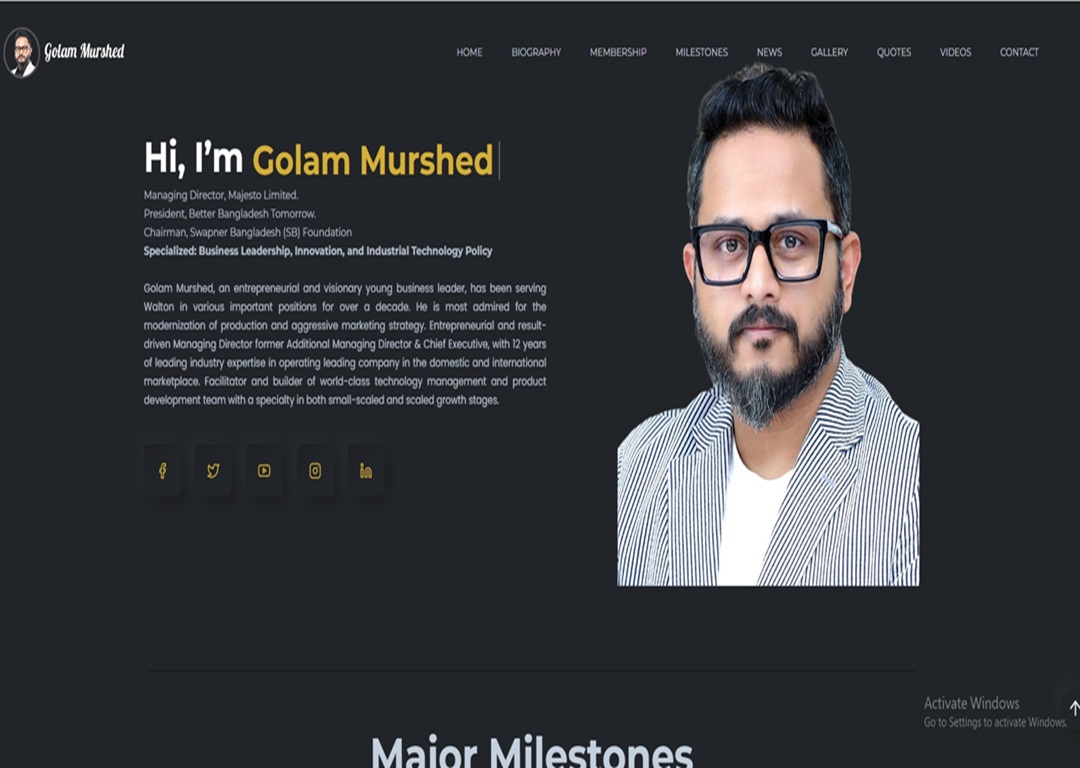 Golam Murshed
HOME BIOGRAPHY MEMBERSHIP MILESTONES NEWS GALLERY QUOTES VIDEOS CONTACT
Hi, I’m Golam Murshed
Managing Director, Majesto Limited.
President, Better Bangladesh Tomorrow.
Chairman, Swapner Bangladesh (SB) Foundation
Specialized: Business Leadership, Innovation, and Industrial Technology Policy
Golam Murshed, an entrepreneurial and visionary young business leader, has been serving
Walton in various important positions for over a decade. He is most admired for the
modernization of production and aggressive marketing strategy. Entrepreneurial and result-
driven Managing Director former Additional Managing Director & Chief Executive, with 12 years
of leading industry expertise in operating leading company in the domestic and international
marketplace. Facilitator and builder of world-class technology management and product
development team with a specialty in both small-scaled and scaled growth stages.
Activate Windows
Go to Settings to activate Windows.
Major Milestones